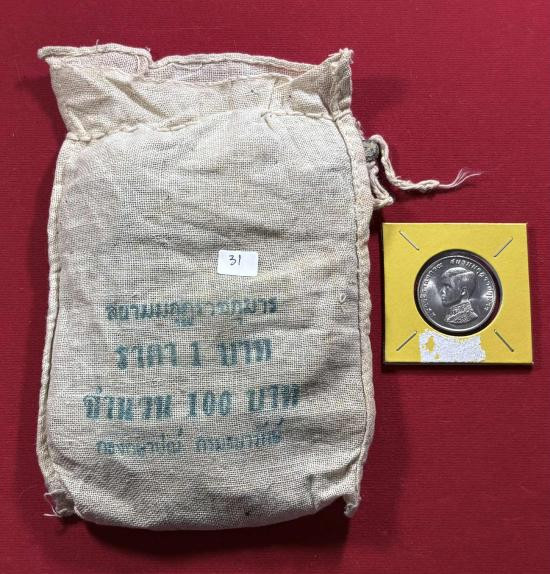 31
สยามมกุฎราชกุมาร
ราคา 1 บาท
จำนวน 100 บาท
กองกษาปณ์ กรมธนารักษ์